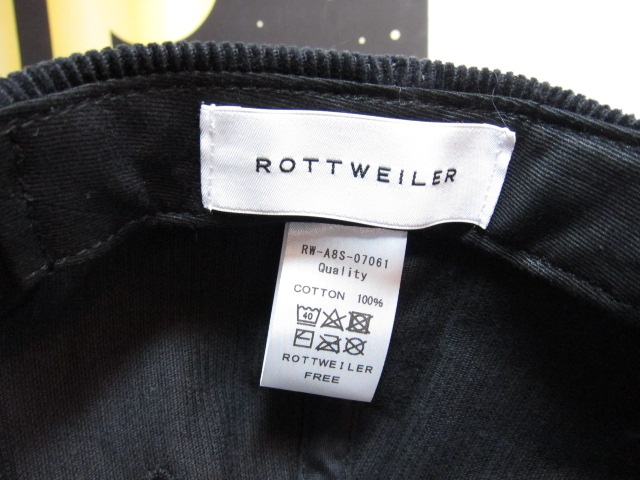 ROTTWEILER
RW-A8S-07061
Quality
COTTON 100%
40
ROTTWEILER
FREE